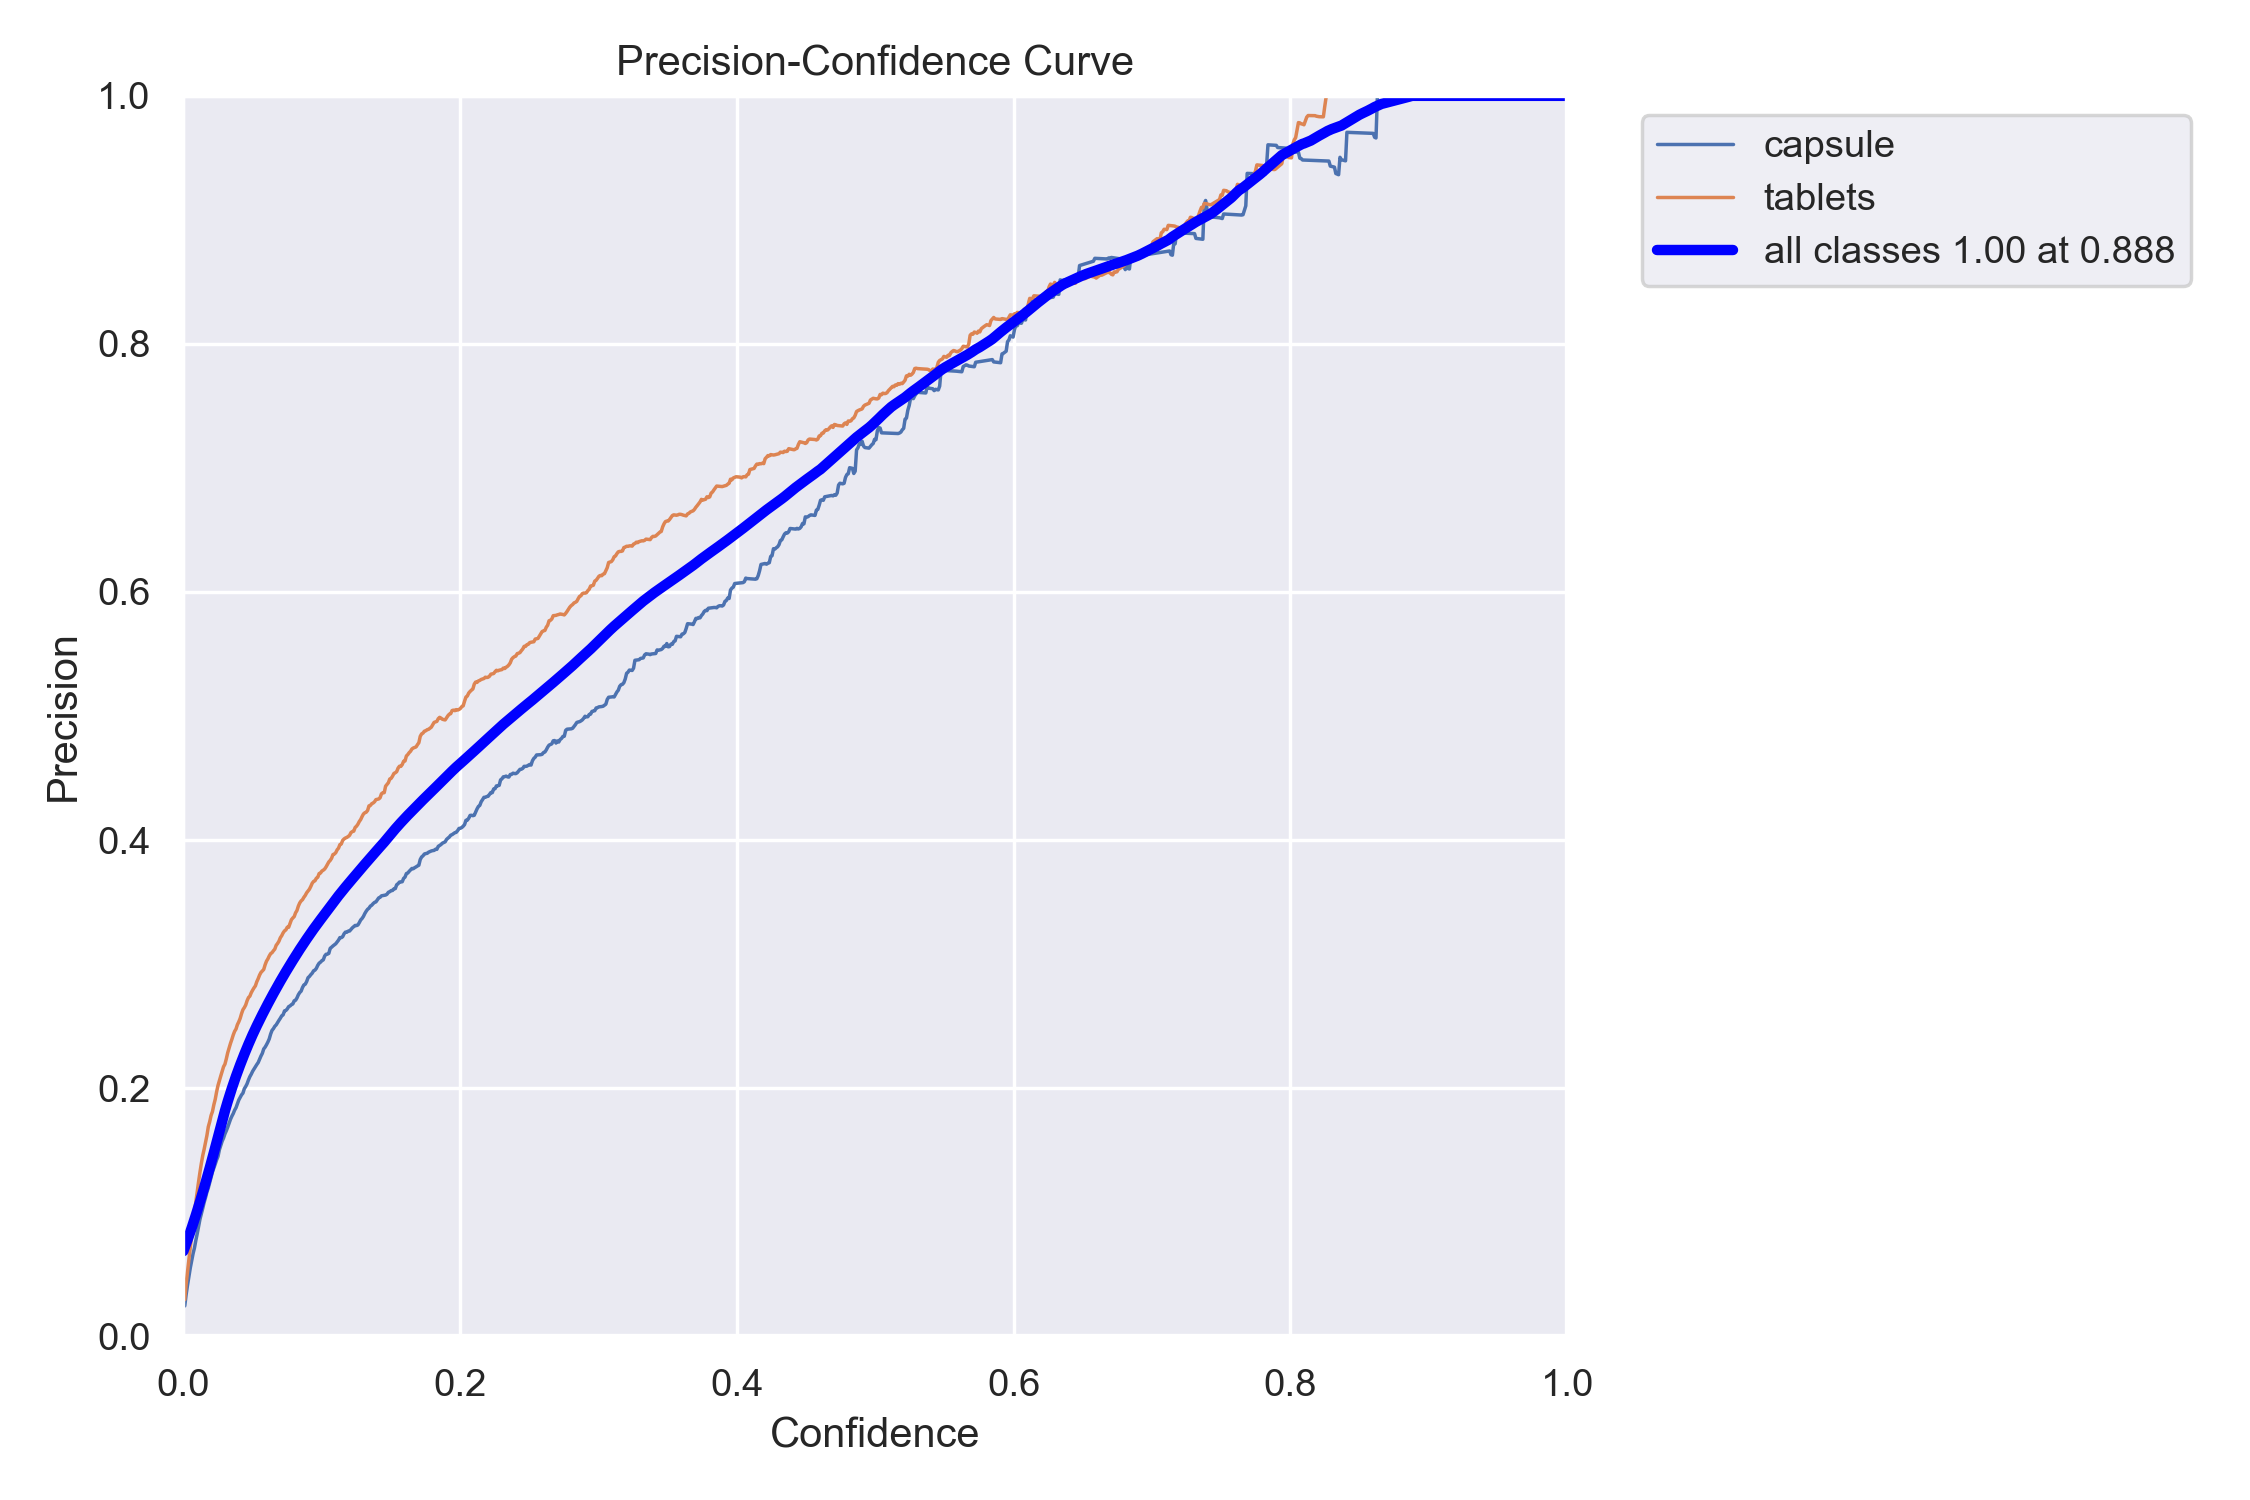 Precision-Confidence Curve
1.0
0.8
0.6
0.4
0.2
0.0
Precision
0.0 0.2 0.4 0.6 0.8 1.0
Confidence
capsule
tablets
all classes 1.00 at 0.888